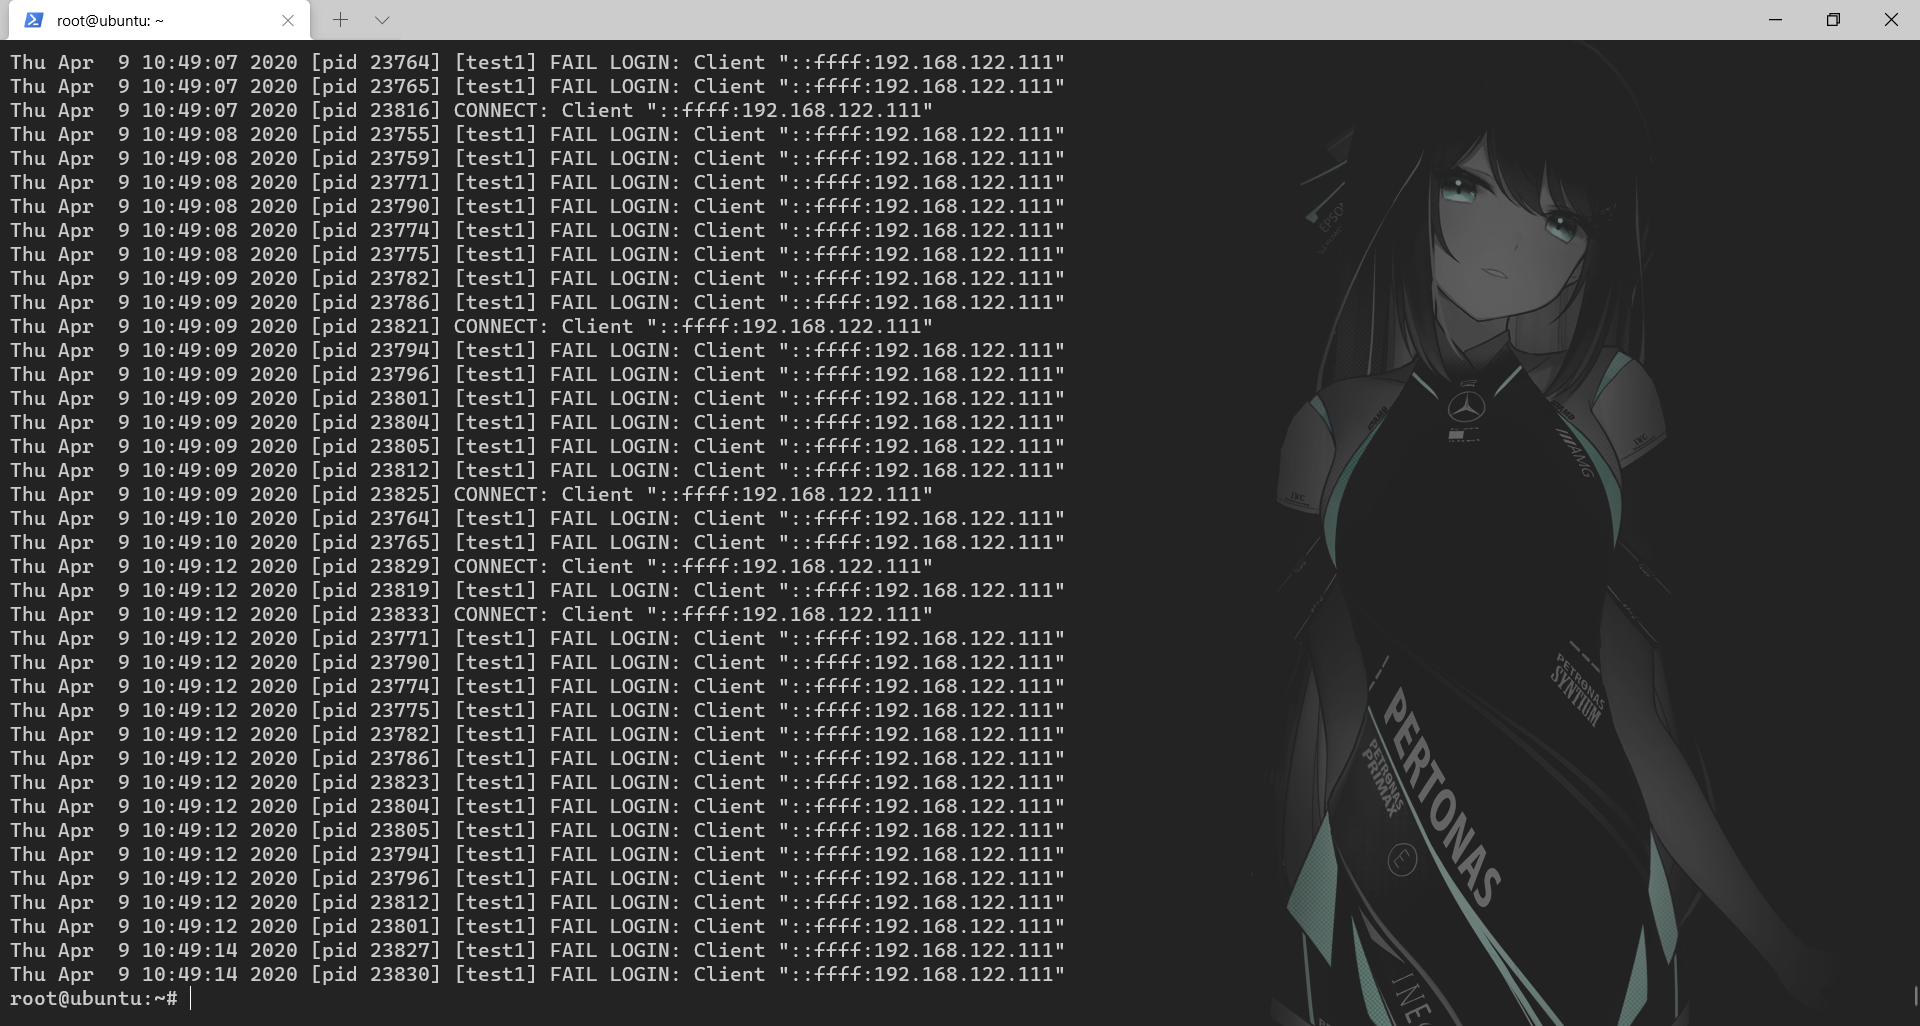 root@ubuntu: ~
Thu Apr  9 10:49:07 2020 [pid 23764] [test1] FAIL LOGIN: Client "::ffff:192.168.122.111"
Thu Apr  9 10:49:07 2020 [pid 23765] [test1] FAIL LOGIN: Client "::ffff:192.168.122.111"
Thu Apr  9 10:49:07 2020 [pid 23816] CONNECT: Client "::ffff:192.168.122.111"
Thu Apr  9 10:49:08 2020 [pid 23755] [test1] FAIL LOGIN: Client "::ffff:192.168.122.111"
Thu Apr  9 10:49:08 2020 [pid 23759] [test1] FAIL LOGIN: Client "::ffff:192.168.122.111"
Thu Apr  9 10:49:08 2020 [pid 23771] [test1] FAIL LOGIN: Client "::ffff:192.168.122.111"
Thu Apr  9 10:49:08 2020 [pid 23790] [test1] FAIL LOGIN: Client "::ffff:192.168.122.111"
Thu Apr  9 10:49:08 2020 [pid 23774] [test1] FAIL LOGIN: Client "::ffff:192.168.122.111"
Thu Apr  9 10:49:08 2020 [pid 23775] [test1] FAIL LOGIN: Client "::ffff:192.168.122.111"
Thu Apr  9 10:49:09 2020 [pid 23782] [test1] FAIL LOGIN: Client "::ffff:192.168.122.111"
Thu Apr  9 10:49:09 2020 [pid 23786] [test1] FAIL LOGIN: Client "::ffff:192.168.122.111"
Thu Apr  9 10:49:09 2020 [pid 23821] CONNECT: Client "::ffff:192.168.122.111"
Thu Apr  9 10:49:09 2020 [pid 23794] [test1] FAIL LOGIN: Client "::ffff:192.168.122.111"
Thu Apr  9 10:49:09 2020 [pid 23796] [test1] FAIL LOGIN: Client "::ffff:192.168.122.111"
Thu Apr  9 10:49:09 2020 [pid 23801] [test1] FAIL LOGIN: Client "::ffff:192.168.122.111"
Thu Apr  9 10:49:09 2020 [pid 23804] [test1] FAIL LOGIN: Client "::ffff:192.168.122.111"
Thu Apr  9 10:49:09 2020 [pid 23805] [test1] FAIL LOGIN: Client "::ffff:192.168.122.111"
Thu Apr  9 10:49:09 2020 [pid 23812] [test1] FAIL LOGIN: Client "::ffff:192.168.122.111"
Thu Apr  9 10:49:09 2020 [pid 23825] CONNECT: Client "::ffff:192.168.122.111"
Thu Apr  9 10:49:10 2020 [pid 23764] [test1] FAIL LOGIN: Client "::ffff:192.168.122.111"
Thu Apr  9 10:49:10 2020 [pid 23765] [test1] FAIL LOGIN: Client "::ffff:192.168.122.111"
Thu Apr  9 10:49:12 2020 [pid 23829] CONNECT: Client "::ffff:192.168.122.111"
Thu Apr  9 10:49:12 2020 [pid 23819] [test1] FAIL LOGIN: Client "::ffff:192.168.122.111"
Thu Apr  9 10:49:12 2020 [pid 23833] CONNECT: Client "::ffff:192.168.122.111"
Thu Apr  9 10:49:12 2020 [pid 23771] [test1] FAIL LOGIN: Client "::ffff:192.168.122.111"
Thu Apr  9 10:49:12 2020 [pid 23790] [test1] FAIL LOGIN: Client "::ffff:192.168.122.111"
Thu Apr  9 10:49:12 2020 [pid 23774] [test1] FAIL LOGIN: Client "::ffff:192.168.122.111"
Thu Apr  9 10:49:12 2020 [pid 23775] [test1] FAIL LOGIN: Client "::ffff:192.168.122.111"
Thu Apr  9 10:49:12 2020 [pid 23782] [test1] FAIL LOGIN: Client "::ffff:192.168.122.111"
Thu Apr  9 10:49:12 2020 [pid 23786] [test1] FAIL LOGIN: Client "::ffff:192.168.122.111"
Thu Apr  9 10:49:12 2020 [pid 23823] [test1] FAIL LOGIN: Client "::ffff:192.168.122.111"
Thu Apr  9 10:49:12 2020 [pid 23804] [test1] FAIL LOGIN: Client "::ffff:192.168.122.111"
Thu Apr  9 10:49:12 2020 [pid 23805] [test1] FAIL LOGIN: Client "::ffff:192.168.122.111"
Thu Apr  9 10:49:12 2020 [pid 23794] [test1] FAIL LOGIN: Client "::ffff:192.168.122.111"
Thu Apr  9 10:49:12 2020 [pid 23796] [test1] FAIL LOGIN: Client "::ffff:192.168.122.111"
Thu Apr  9 10:49:12 2020 [pid 23812] [test1] FAIL LOGIN: Client "::ffff:192.168.122.111"
Thu Apr  9 10:49:12 2020 [pid 23801] [test1] FAIL LOGIN: Client "::ffff:192.168.122.111"
Thu Apr  9 10:49:14 2020 [pid 23827] [test1] FAIL LOGIN: Client "::ffff:192.168.122.111"
Thu Apr  9 10:49:14 2020 [pid 23830] [test1] FAIL LOGIN: Client "::ffff:192.168.122.111"
root@ubuntu:~#
EPSON
AMG
IWC
IWC
PETRONAS
SYNTIUM
PERTONAS
PETRONAS
PRIMAX
E
INEO